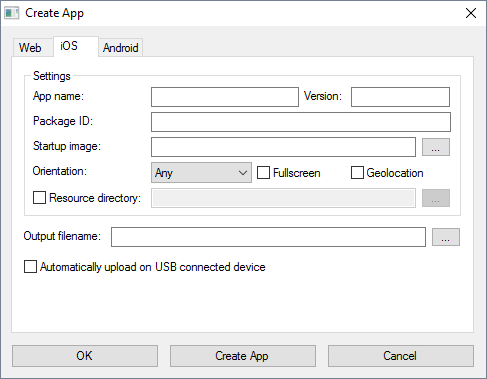 Create App
Web iOS Android
Settings
App name: Version:
Package ID:
Startup image: ...
Orientation: Any Fullscreen Geolocation
Resource directory: ...
Output filename: ...
Automatically upload on USB connected device
OK Create App Cancel